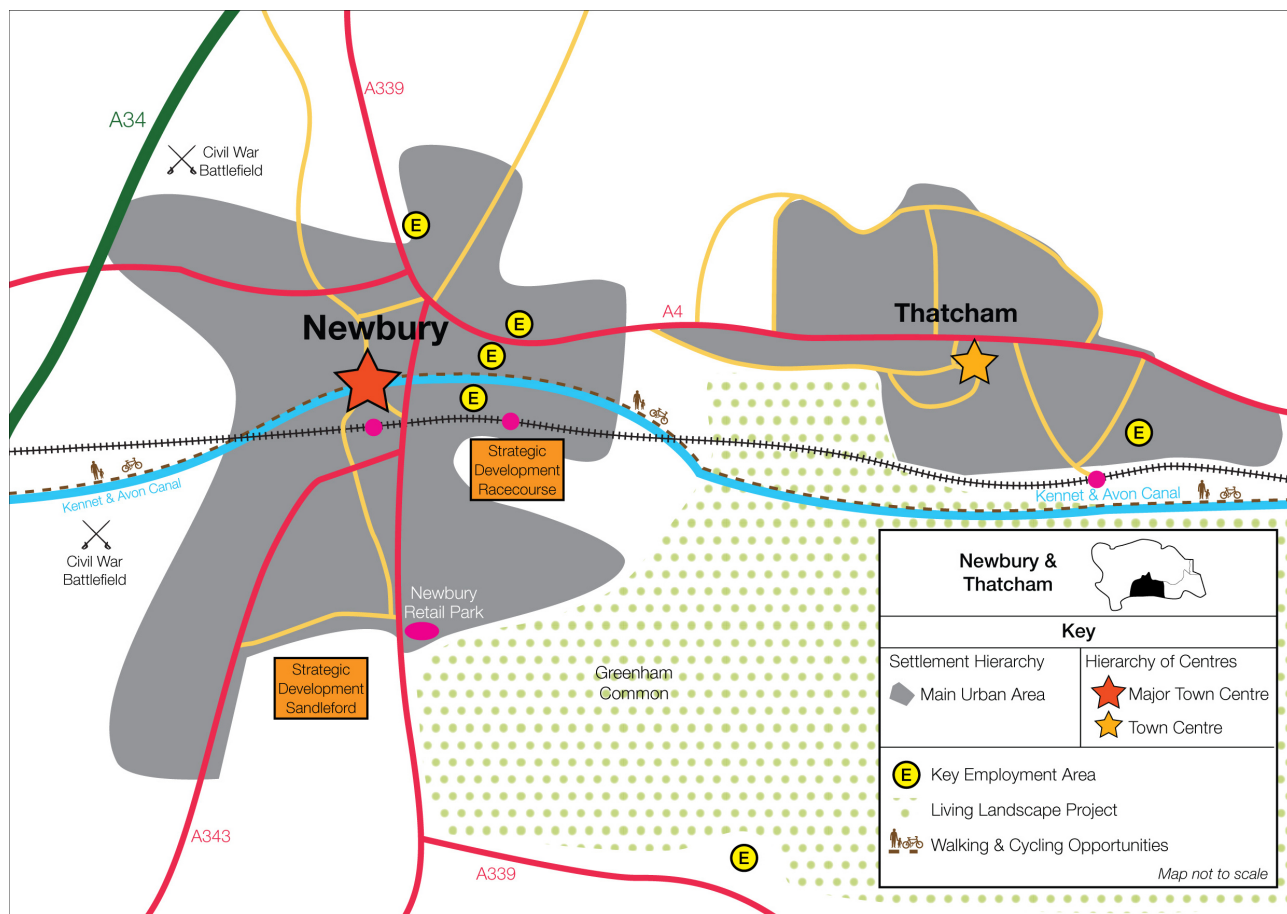 A339
A34
Civil War
Battlefield
E
A4
Thatcham
Newbury
E
E
E
E
Strategic
Development
Racecourse
Kennet & Avon Canal
Kennet & Avon Canal
Civil War
Battlefield
Newbury
Retail Park
Strategic
Development
Sandleford
Greenham
Common
A343
A339
E
Newbury &
Thatcham
Key
Settlement Hierarchy
Main Urban Area
Hierarchy of Centres
Major Town Centre
Town Centre
E Key Employment Area
Living Landscape Project
Walking & Cycling Opportunities
Map not to scale